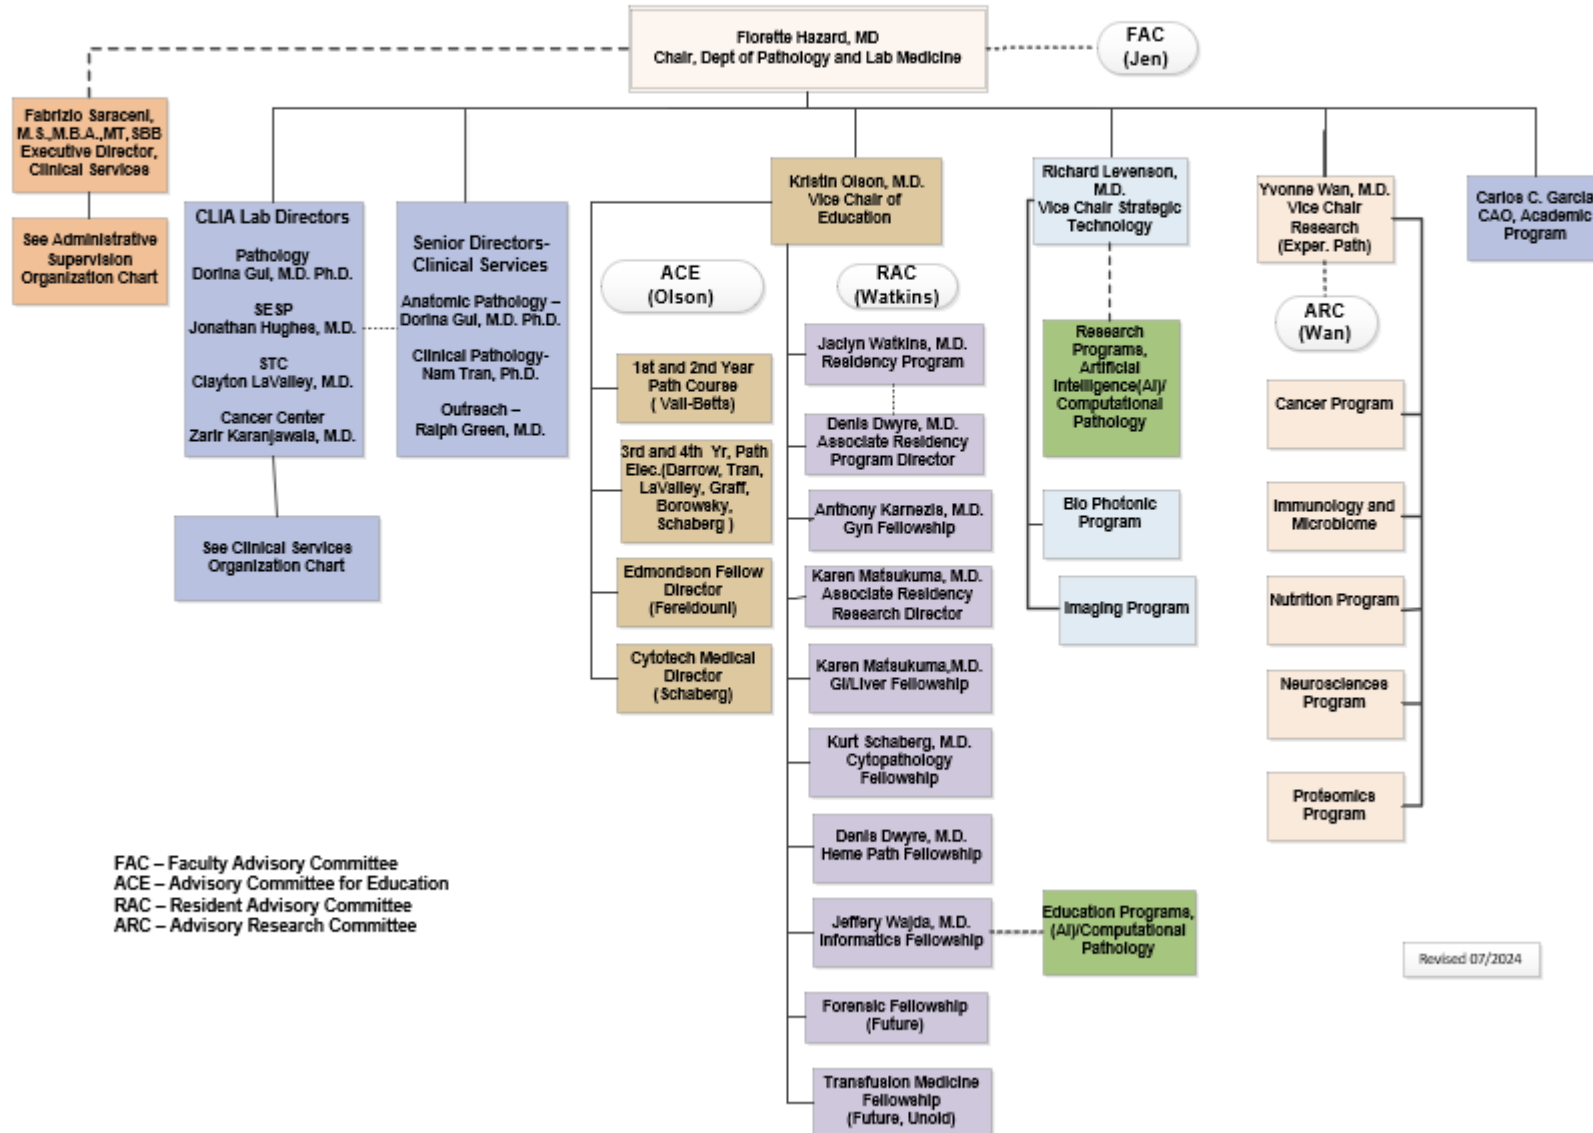 Florette Hazard, MD
Chair, Dept of Pathology and Lab Medicine
FAC
(Jen)
Fabrizio Saraceni,
M.S.,M.B.A.,MT, SBB
Executive Director,
Clinical Services
See Administrative
Supervision
Organization Chart
CLIA Lab Directors
Pathology
Dorina Gui, M.D. Ph.D.
SESP
Jonathan Hughes, M.D.
STC
Clayton LaValley, M.D.
Cancer Center
Zarir Karanjawala, M.D.
See Clinical Services
Organization Chart
Senior Directors-
Clinical Services
Anatomic Pathology –
Dorina Gui, M.D. Ph.D.
Clinical Pathology-
Nam Tran, Ph.D.
Outreach –
Ralph Green, M.D.
Kristin Olson, M.D.
Vice Chair of
Education
ACE
(Olson)
1st and 2nd Year
Path Course
( Vali-Betts)
3rd and 4th Yr, Path
Elec.(Darrow, Tran,
LaValley, Graff,
Borowsky,
Schaberg )
Edmondson Fellow
Director
(Fereidouni)
Cytotech Medical
Director
(Schaberg)
RAC
(Watkins)
Jaclyn Watkins, M.D.
Residency Program
Denis Dwyre, M.D.
Associate Residency
Program Director
Anthony Karnezis, M.D.
Gyn Fellowship
Karen Matsukuma, M.D.
Associate Residency
Research Director
Karen Matsukuma,M.D.
GI/Liver Fellowship
Kurt Schaberg, M.D.
Cytopathology
Fellowship
Denis Dwyre, M.D.
Heme Path Fellowship
Jeffery Wajda, M.D.
Informatics Fellowship
Forensic Fellowship
(Future)
Transfusion Medicine
Fellowship
(Future, Unold)
Richard Levenson,
M.D.
Vice Chair Strategic
Technology
Research
Programs,
Artificial
Intelligence(AI)/
Computational
Pathology
Bio Photonic
Program
Imaging Program
Education Programs,
(AI)/Computational
Pathology
Yvonne Wan, M.D.
Vice Chair
Research
(Exper. Path)
ARC
(Wan)
Cancer Program
Immunology and
Microbiome
Nutrition Program
Neurosciences
Program
Proteomics
Program
Carlos C. Garcia
CAO, Academic
Program
FAC – Faculty Advisory Committee
ACE – Advisory Committee for Education
RAC – Resident Advisory Committee
ARC – Advisory Research Committee
Revised 07/2024